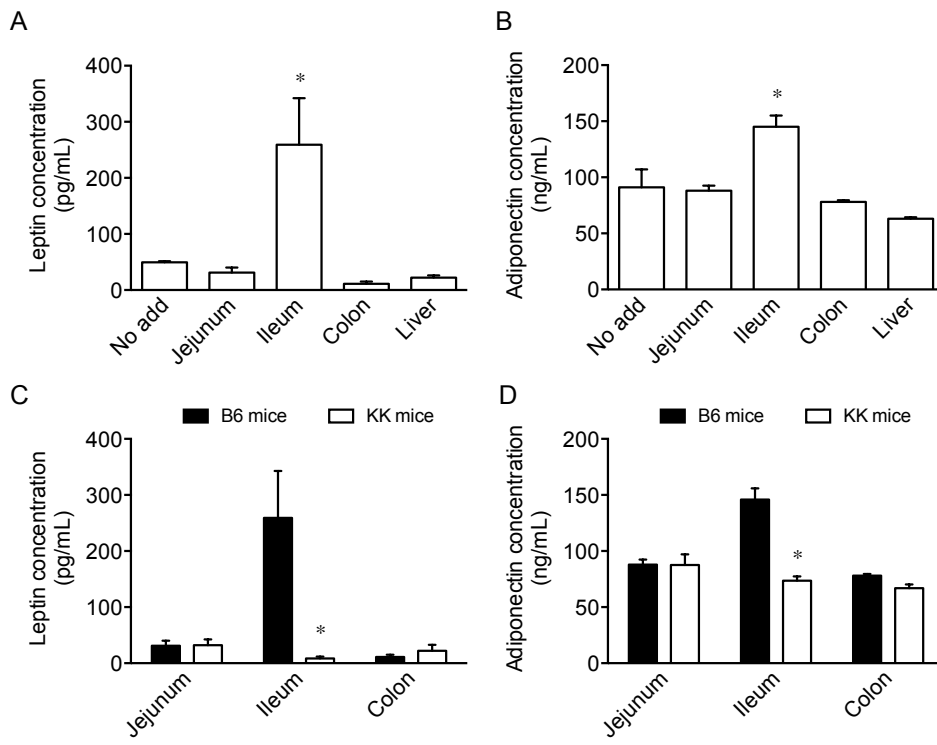 A
Leptin concentration
(pg/mL)
400
300
200
100
0
*
No add
Jejunum
Ileum
Colon
Liver
B
Adiponectin concentration
(ng/mL)
200
150
100
50
0
*
No add
Jejunum
Ileum
Colon
Liver
C
B6 mice
KK mice
Leptin concentration
(pg/mL)
400
300
200
100
0
*
Jejunum
Ileum
Colon
D
B6 mice
KK mice
Adiponectin concentration
(ng/mL)
200
150
100
50
0
*
Jejunum
Ileum
Colon